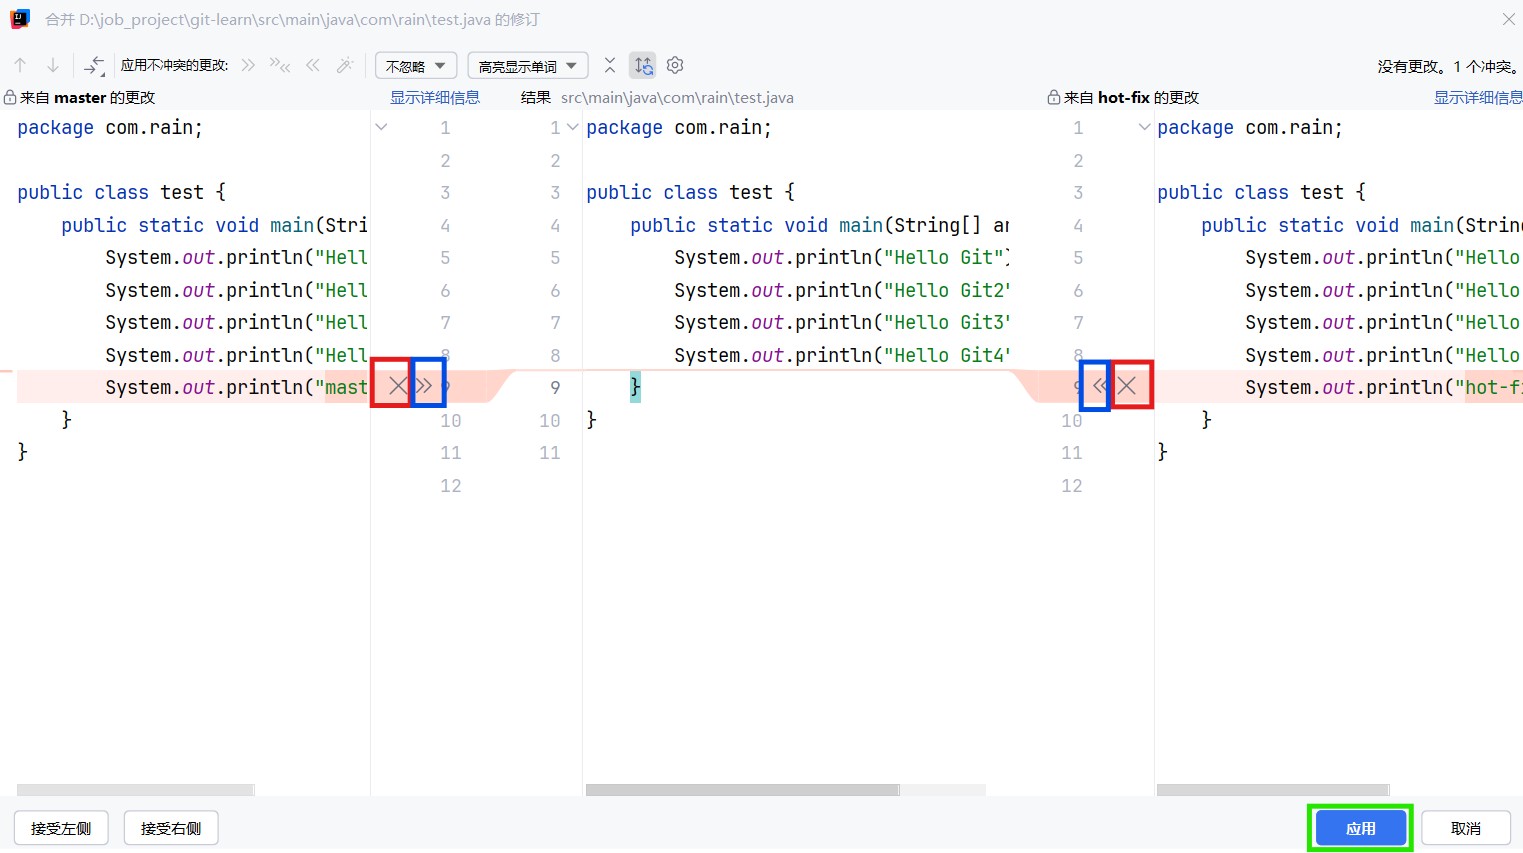 合并 D:\job_project\git-learn\src\main\java\com\rain\test.java 的修订
应用不冲突的更改:
不忽略
高亮显示单词
没有更改。1 个冲突。
来自 master 的更改
显示详细信息
结果 src\main\java\com\rain\test.java
来自 hot-fix 的更改
显示详细信息
package com.rain;
public class test {
public static void main(Stri
System.out.println("Hell
System.out.println("Hell
System.out.println("Hell
System.out.println("Hell
System.out.println("mast
}
}
1
2
3
4
5
6
7
8
9
10
11
12
1
2
3
4
5
6
7
8
9
10
11
package com.rain;
public class test {
public static void main(String[] ar
System.out.println("Hello Git")
System.out.println("Hello Git2"
System.out.println("Hello Git3"
System.out.println("Hello Git4"
}
}
1
2
3
4
5
6
7
8
9
10
11
12
package com.rain;
public class test {
public static void main(String
System.out.println("Hello
System.out.println("Hello
System.out.println("Hello
System.out.println("Hello
System.out.println("hot-fi
}
}
接受左侧
接受右侧
应用
取消